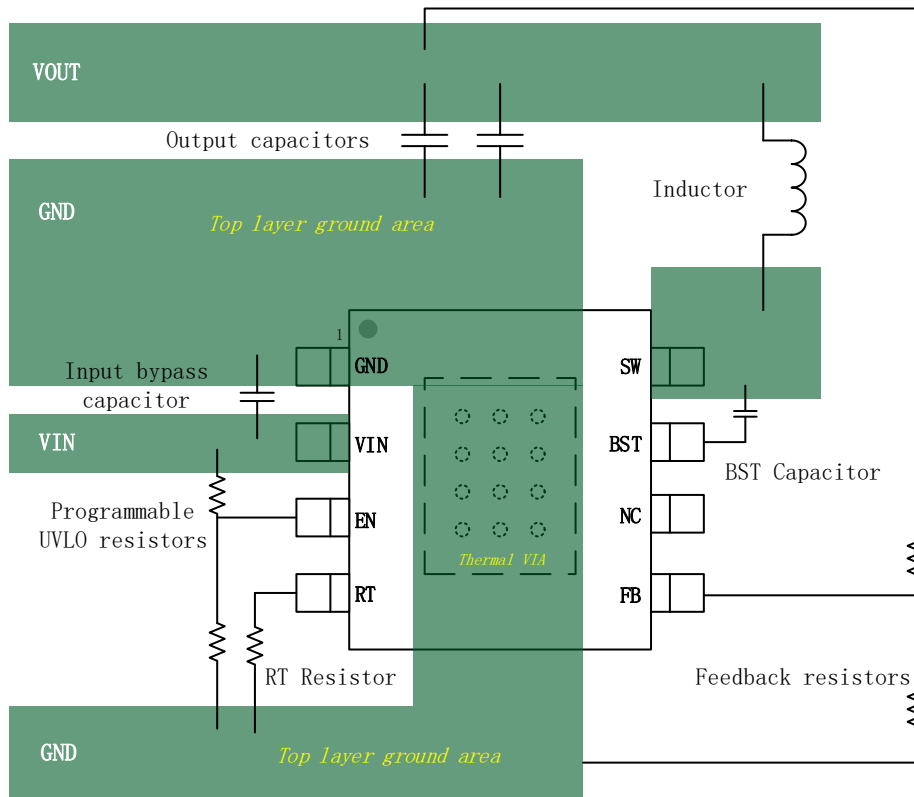 VOUT
Output capacitors
GND
Top layer ground area
Inductor
1
GND
SW
Input bypass
capacitor
VIN
VIN
BST
BST Capacitor
Programmable
UVLO resistors
EN
NC
Thermal VIA
RT
FB
RT Resistor
Feedback resistors
GND
Top layer ground area